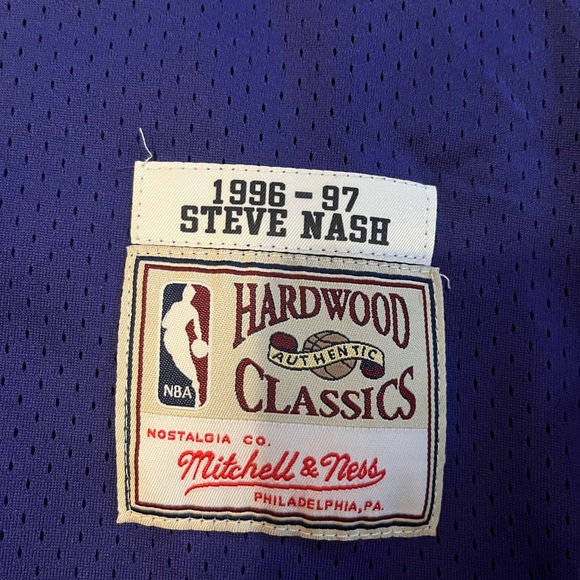 1996-97
STEVE NASH
HARDWOOD
AUTHENTIC
CLASSICS
NBA
NOSTALGIA CO.
Mitchell & Ness
PHILADELPHIA, PA.